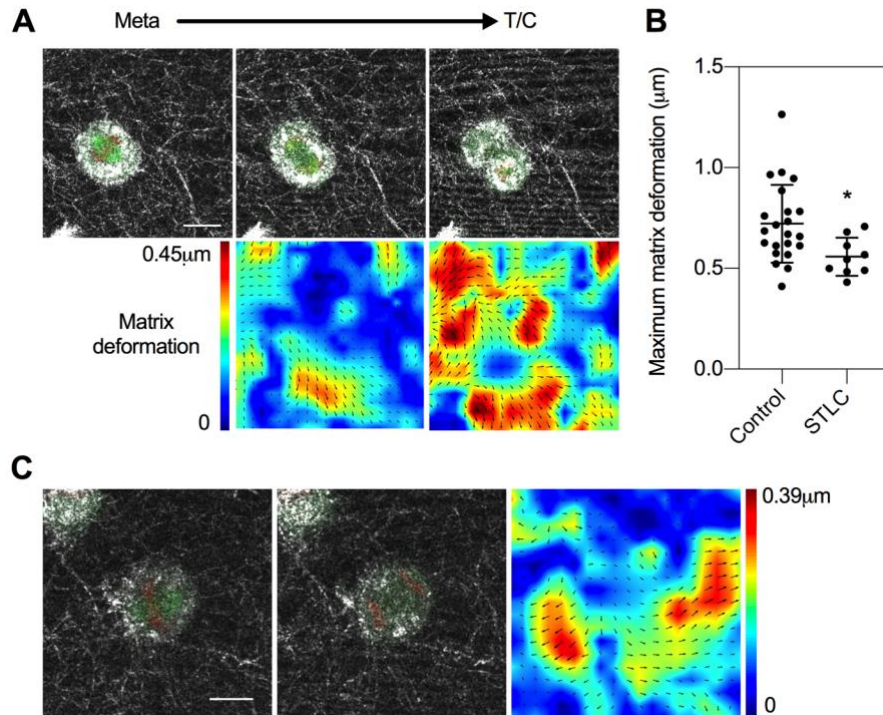 A
Meta
T/C
0.45μm
Matrix
deformation
0
B
Maximum matrix deformation (μm)
1.5
1.0
0.5
0.0
*
Control
STLC
C
0.39μm
0